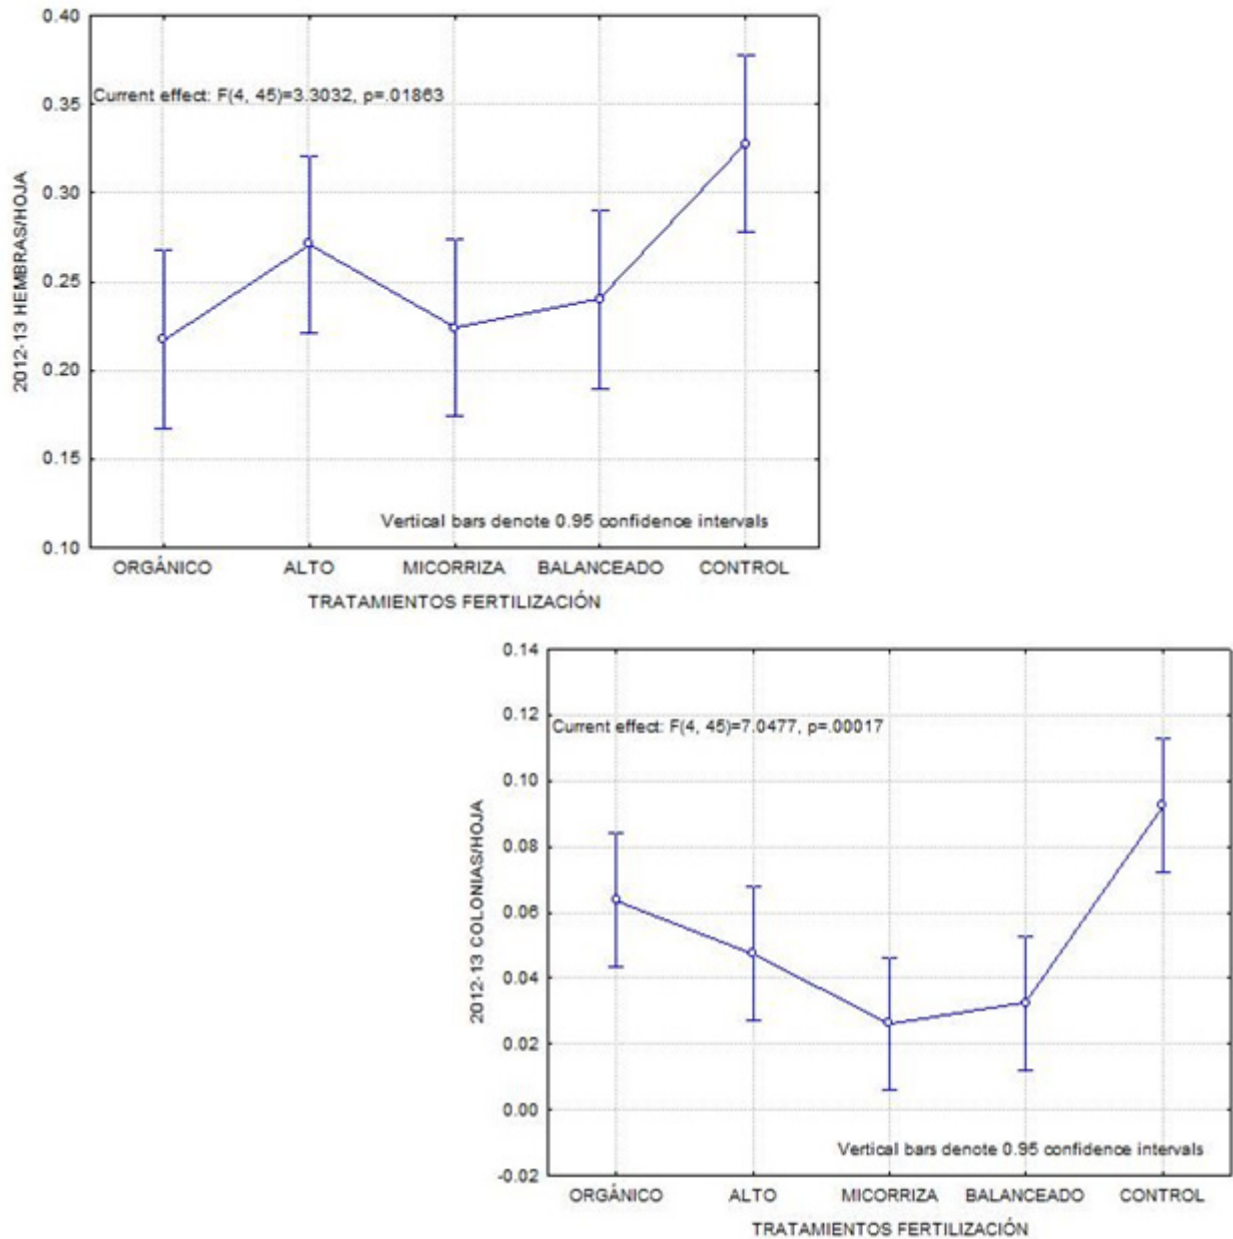 0.40
Current effect: F(4, 45)=3.3032, p=.01863
0.35
0.30
0.25
0.20
0.15
0.10
2012-13 HEMBRAS/HOJA
Vertical bars denote 0.95 confidence intervals
ORGÁNICO ALTO MICORRIZA BALANCEADO CONTROL
TRATAMIENTOS FERTILIZACIÓN
0.14
0.12
Current effect: F(4, 45)=7.0477, p=.00017
0.10
0.08
0.06
0.04
0.02
0.00
-0.02
2012-13 COLONIAS/HOJA
Vertical bars denote 0.95 confidence intervals
ORGÁNICO ALTO MICORRIZA BALANCEADO CONTROL
TRATAMIENTOS FERTILIZACIÓN